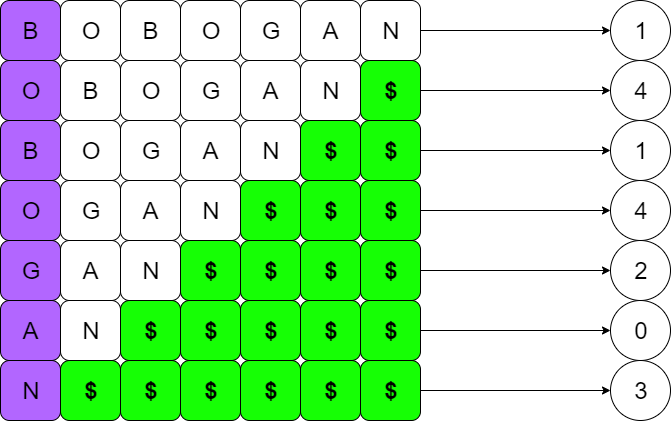 B O B O G A N 1
O B O G A N $ 4
B O G A N $ $ 1
O G A N $ $ $ 4
G A N $ $ $ $ 2
A N $ $ $ $ $ 0
N $ $ $ $ $ $ 3